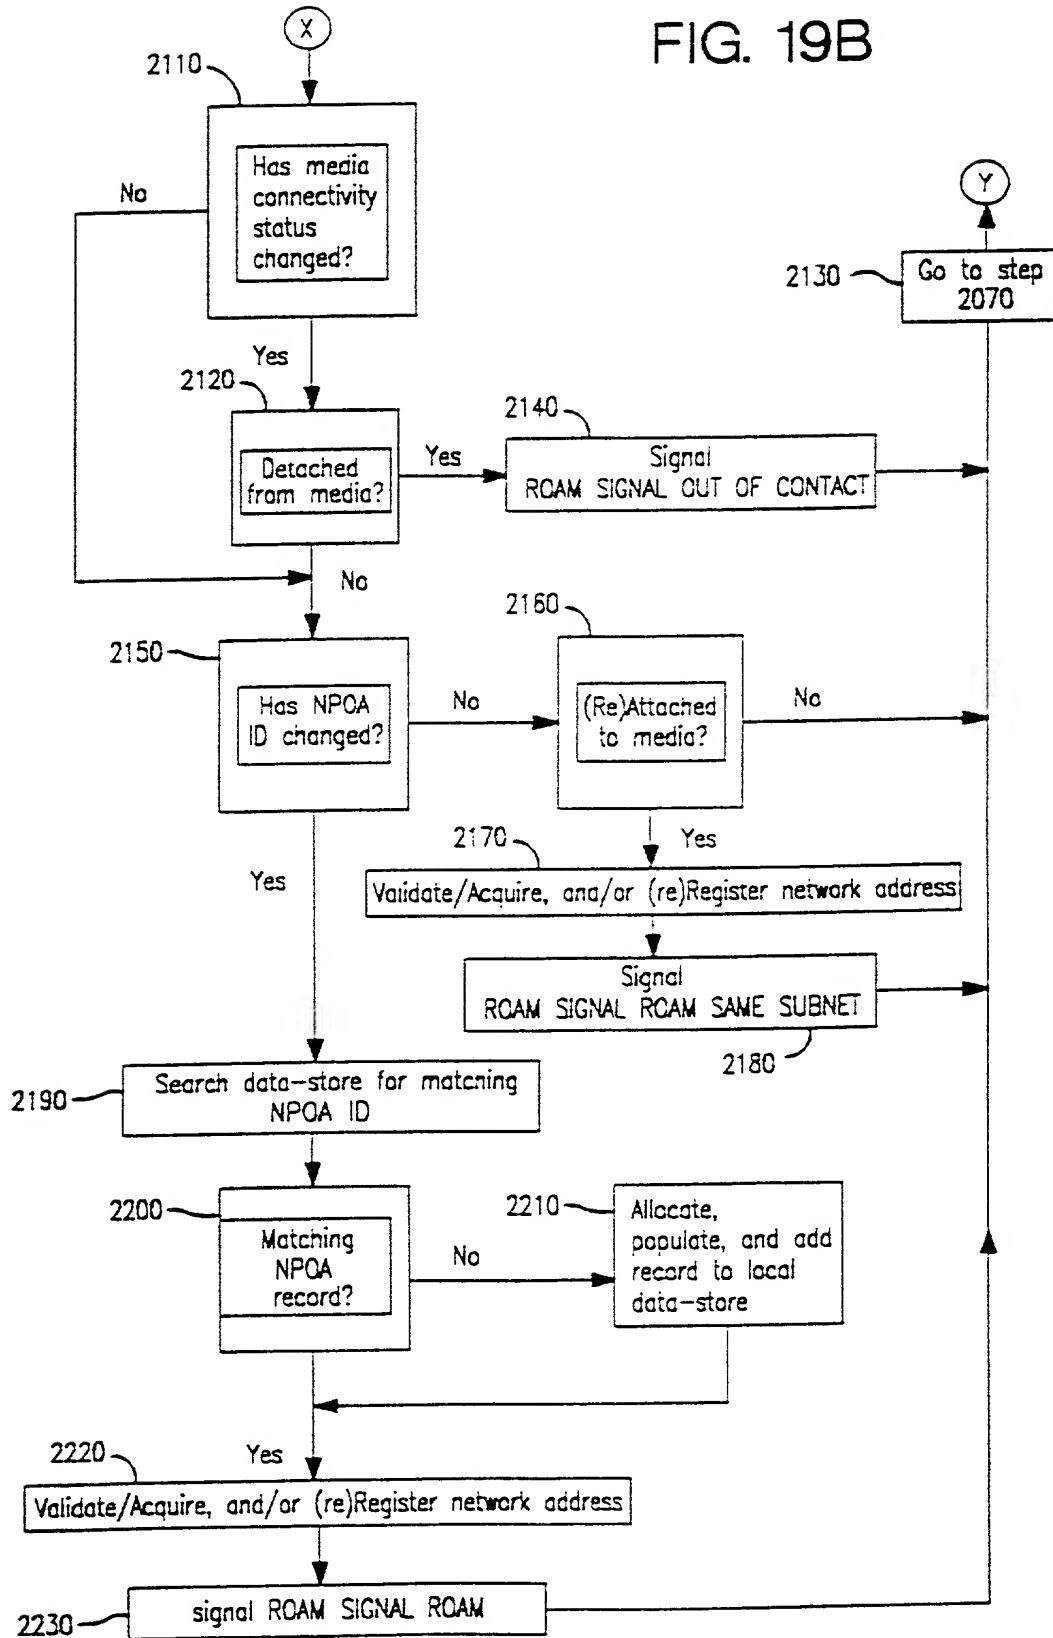 X
FIG. 19B
2110
Has media
connectivity
status
changed?
No
Y
2130
Go to step
2070
Yes
2120
Detached
from media?
Yes
2140
Signal
ROAM SIGNAL OUT OF CONTACT
No
2150
Has NPOA
ID changed?
No
2160
(Re)Attached
to media?
No
Yes
2170
Yes
Validate/Acquire, and/or (re)Register network address
Signal
ROAM SIGNAL ROAM SAME SUBNET
2180
2190
Search data-store for matching
NPOA ID
2200
Matching
NPOA
record?
No
2210
Allocate,
populate, and add
record to local
data-store
Yes
2220
Validate/Acquire, and/or (re)Register network address
2230
signal ROAM SIGNAL ROAM